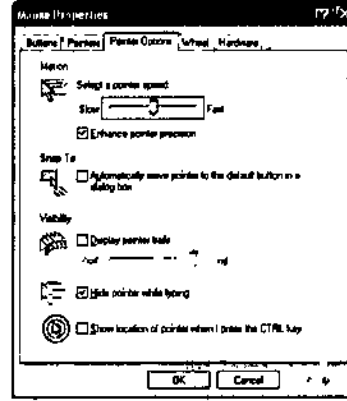 Mouse Properties
Buttons Pointers Pointer Options Wheel Hardware
Motion
Select a pointer speed:
Slow Fast
Enhance pointer precision
Snap To
Automatically move pointer to the default button in a
dialog box
Visibility
Display pointer trails
Hide pointer while typing
Show location of pointer when I press the CTRL key
OK Cancel